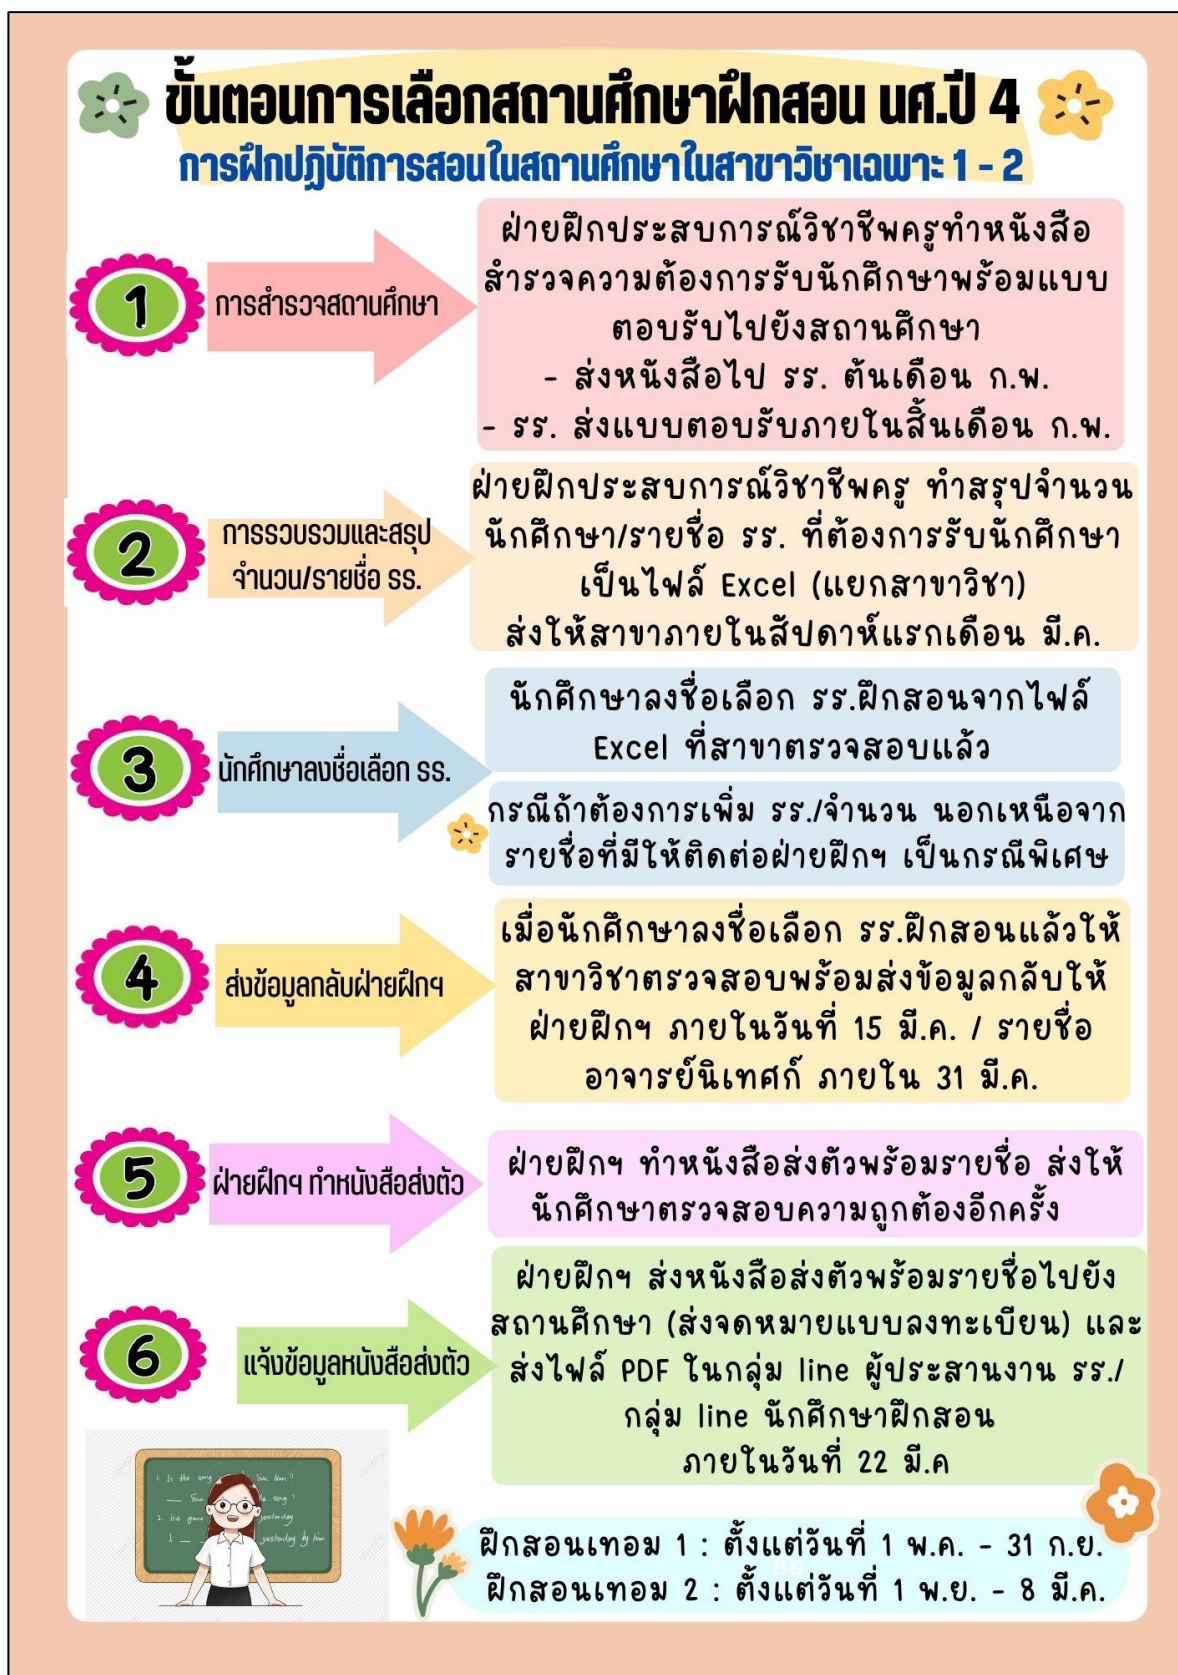 ขั้นตอนการเลือกสถานศึกษาฝึกสอน นศ.ปี 4
การฝึกปฏิบัติการสอนในสถานศึกษาในสาขาวิชาเฉพาะ 1 - 2
1
การสำรวจสถานศึกษา
ฝ่ายฝึกประสบการณ์วิชาชีพครูทำหนังสือ
สำรวจความต้องการรับนักศึกษาพร้อมแบบ
ตอบรับไปยังสถานศึกษา
- ส่งหนังสือไป รร. ต้นเดือน ก.พ.
- รร. ส่งแบบตอบรับภายในสิ้นเดือน ก.พ.
2
การรวบรวมและสรุป
จำนวน/รายชื่อ รร.
ฝ่ายฝึกประสบการณ์วิชาชีพครู ทำสรุปจำนวน
นักศึกษา/รายชื่อ รร. ที่ต้องการรับนักศึกษา
เป็นไฟล์ Excel (แยกสาขาวิชา)
ส่งให้สาขาภายในสัปดาห์แรกเดือน มี.ค.
3
นักศึกษาลงชื่อเลือก รร.
นักศึกษาลงชื่อเลือก รร.ฝึกสอนจากไฟล์
Excel ที่สาขาตรวจสอบแล้ว
กรณีถ้าต้องการเพิ่ม รร./จำนวน นอกเหนือจาก
รายชื่อที่มีให้ติดต่อฝ่ายฝึกฯ เป็นกรณีพิเศษ
4
ส่งข้อมูลกลับฝ่ายฝึกฯ
เมื่อนักศึกษาลงชื่อเลือก รร.ฝึกสอนแล้วให้
สาขาวิชาตรวจสอบพร้อมส่งข้อมูลกลับให้
ฝ่ายฝึกฯ ภายในวันที่ 15 มี.ค. / รายชื่อ
อาจารย์นิเทศก์ ภายใน 31 มี.ค.
5
ฝ่ายฝึกฯ ทำหนังสือส่งตัว
ฝ่ายฝึกฯ ทำหนังสือส่งตัวพร้อมรายชื่อ ส่งให้
นักศึกษาตรวจสอบความถูกต้องอีกครั้ง
6
แจ้งข้อมูลหนังสือส่งตัว
ฝ่ายฝึกฯ ส่งหนังสือส่งตัวพร้อมรายชื่อไปยัง
สถานศึกษา (ส่งจดหมายแบบลงทะเบียน) และ
ส่งไฟล์ PDF ในกลุ่ม line ผู้ประสานงาน รร./
กลุ่ม line นักศึกษาฝึกสอน
ภายในวันที่ 22 มี.ค
1. Is the song
song ?
yesterday
yesterday by him
ฝึกสอนเทอม 1 : ตั้งแต่วันที่ 1 พ.ค. - 31 ก.ย.
ฝึกสอนเทอม 2 : ตั้งแต่วันที่ 1 พ.ย. - 8 มี.ค.